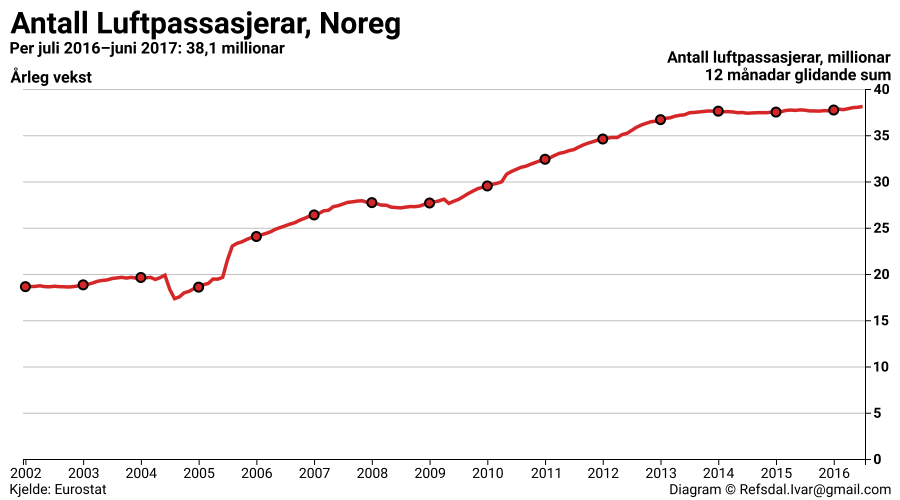 Antall Luftpassasjerar, Noreg
Per juli 2016–juni 2017: 38,1 millionar
Antall luftpassasjerar, millionar
Årleg vekst
12 månadar glidande sum
40
35
30
25
20
15
10
5
0
2002 2003 2004 2005 2006 2007 2008 2009 2010 2011 2012 2013 2014 2015 2016
Kjelde: Eurostat
Diagram © Refsdal.Ivar@gmail.com